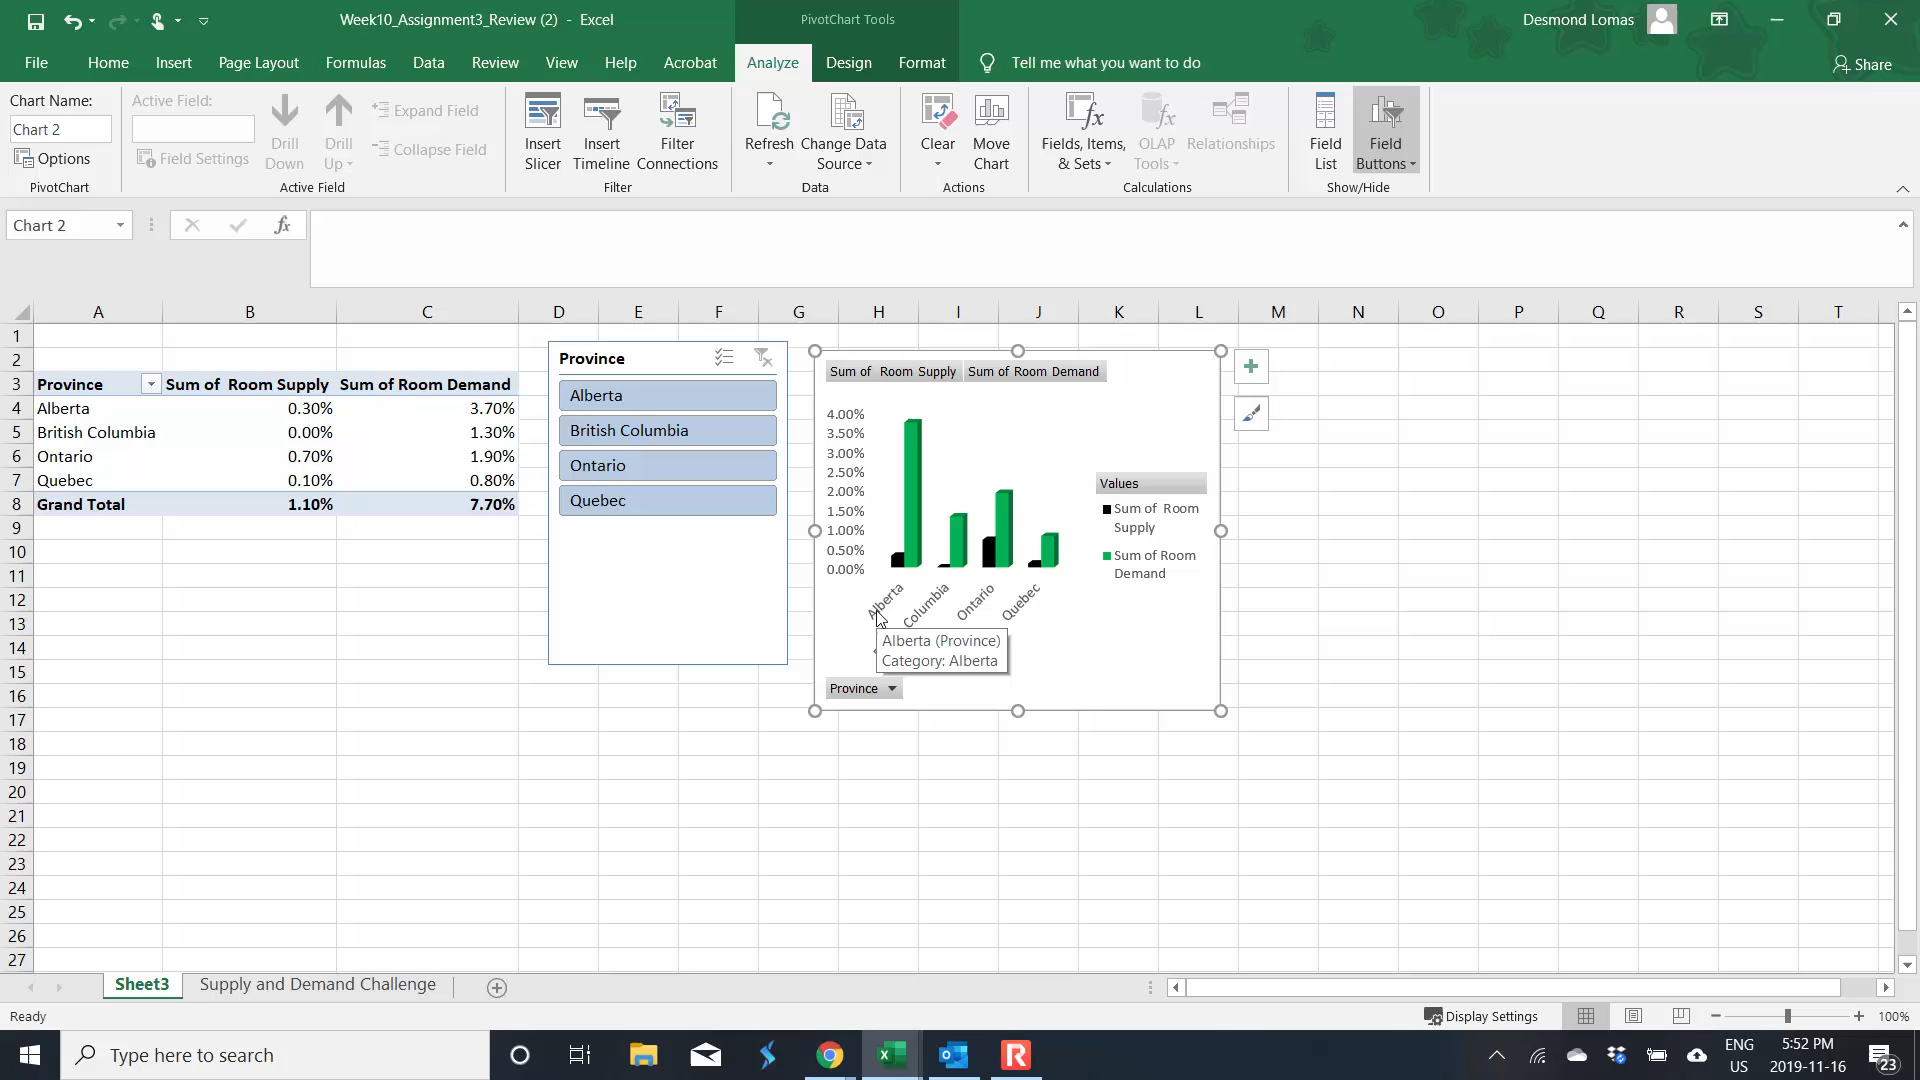 Week10_Assignment3_Review (2) - Excel
PivotChart Tools
Desmond Lomas
File Home Insert Page Layout Formulas Data Review View Help Acrobat Analyze Design Format Tell me what you want to do Share
Chart Name:
Chart 2
Options
PivotChart
Active Field:
Field Settings
Drill Down
Drill Up
Expand Field
Collapse Field
Active Field
Insert Slicer
Insert Timeline
Filter Connections
Filter
Refresh
Change Data Source
Data
Clear
Move Chart
Actions
Fields, Items, & Sets
OLAP Tools
Relationships
Calculations
Field List
Field Buttons
Show/Hide
Chart 2
fx
A B C D E F G H I J K L M N O P Q R S T
1
2
3 Province Sum of Room Supply Sum of Room Demand
4 Alberta 0.30% 3.70%
5 British Columbia 0.00% 1.30%
6 Ontario 0.70% 1.90%
7 Quebec 0.10% 0.80%
8 Grand Total 1.10% 7.70%
9
10
11
12
13
14
15
16
17
18
19
20
21
22
23
24
25
26
27
Province
Alberta
British Columbia
Ontario
Quebec
Sum of Room Supply Sum of Room Demand
4.00%
3.50%
3.00%
2.50%
2.00%
1.50%
1.00%
0.50%
0.00%
Alberta
Columbia
Ontario
Quebec
Values
Sum of Room
Supply
Sum of Room
Demand
Alberta (Province)
Category: Alberta
Province
Sheet3 Supply and Demand Challenge
Ready
Display Settings
100%
Type here to search
ENG
US
5:52 PM
2019-11-16
23